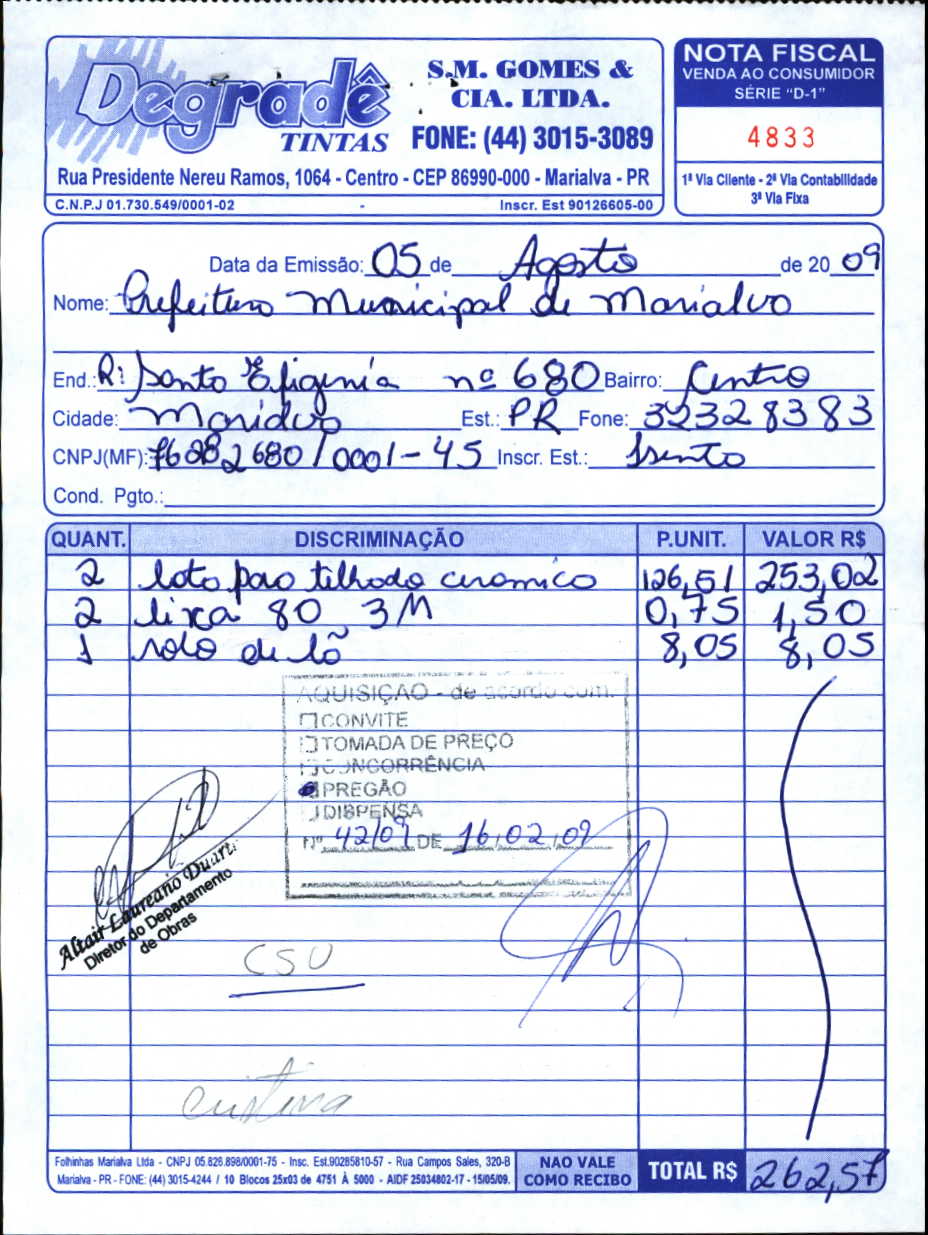 Degradê
TINTAS
S.M. GOMES &
CIA. LTDA.
FONE: (44) 3015-3089
Rua Presidente Nereu Ramos, 1064 - Centro - CEP 86990-000 - Marialva - PR
C.N.P.J 01.730.549/0001-02 - Inscr. Est 90126605-00
NOTA FISCAL
VENDA AO CONSUMIDOR
SÉRIE "D-1"
4833
1ª Via Cliente - 2ª Via Contabilidade
3ª Via Fixa
Data da Emissão: 05 de Agosto de 2009
Nome: Prefeitura Municipal de Marialva
End.: R: Santa Efigenia nº 680 Bairro: Centro
Cidade: Marialva Est.: PR Fone: 32328383
CNPJ(MF): 76282680/0001-45 Inscr. Est.: Isento
Cond. Pgto.:
QUANT. DISCRIMINAÇÃO P.UNIT. VALOR R$
2 lata para telhado ceramico 126,51 253,02
2 lixa 80 3M 0,75 1,50
1 rolo de lã 8,05 8,05
AQUISIÇÃO - de acordo com:
CONVITE
TOMADA DE PREÇO
CONCORRÊNCIA
PREGÃO
DISPENSA
Nº 42/09 DE 16/02/09
Altair Laureano Duarte
Diretor do Departamento
de Obras
CSU
cristina
Folhinhas Marialva Ltda - CNPJ 05.826.898/0001-75 - Insc. Est.90285810-57 - Rua Campos Sales, 320-B
Marialva - PR - FONE: (44) 3015-4244 / 10 Blocos 25x03 de 4751 À 5000 - AIDF 25034802-17 - 15/05/09.
NAO VALE
COMO RECIBO
TOTAL R$ 262,57